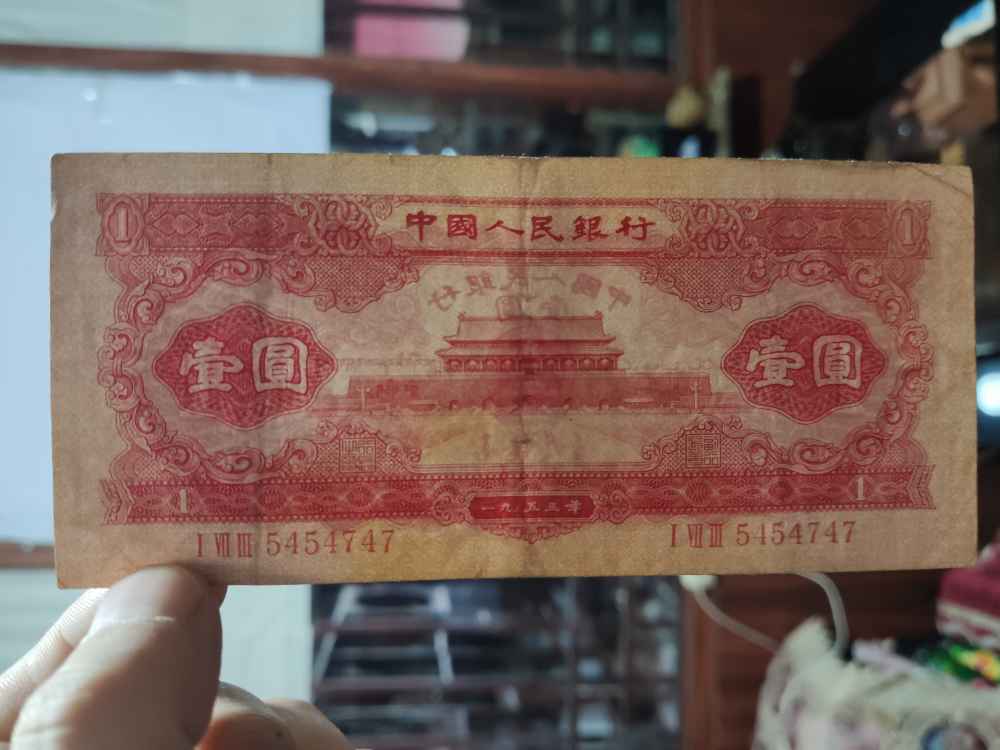 1 中國人民銀行 1
壹圓 壹圓
1 一九五三年 1
I VII III 5454747 I VII III 5454747